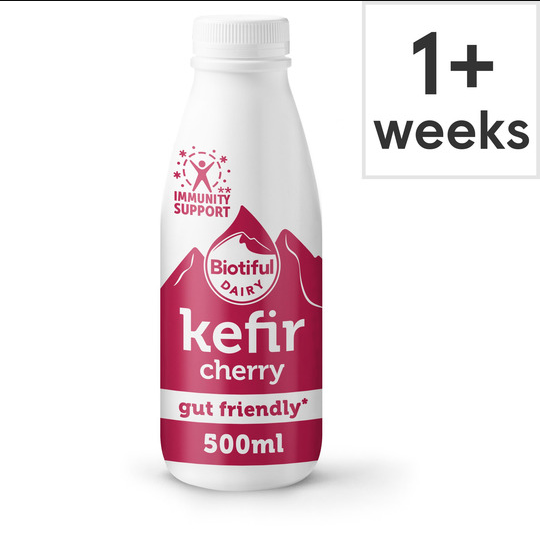 1+
weeks
IMMUNITY**
SUPPORT
Biotiful
DAIRY
kefir
cherry
gut friendly*
500ml